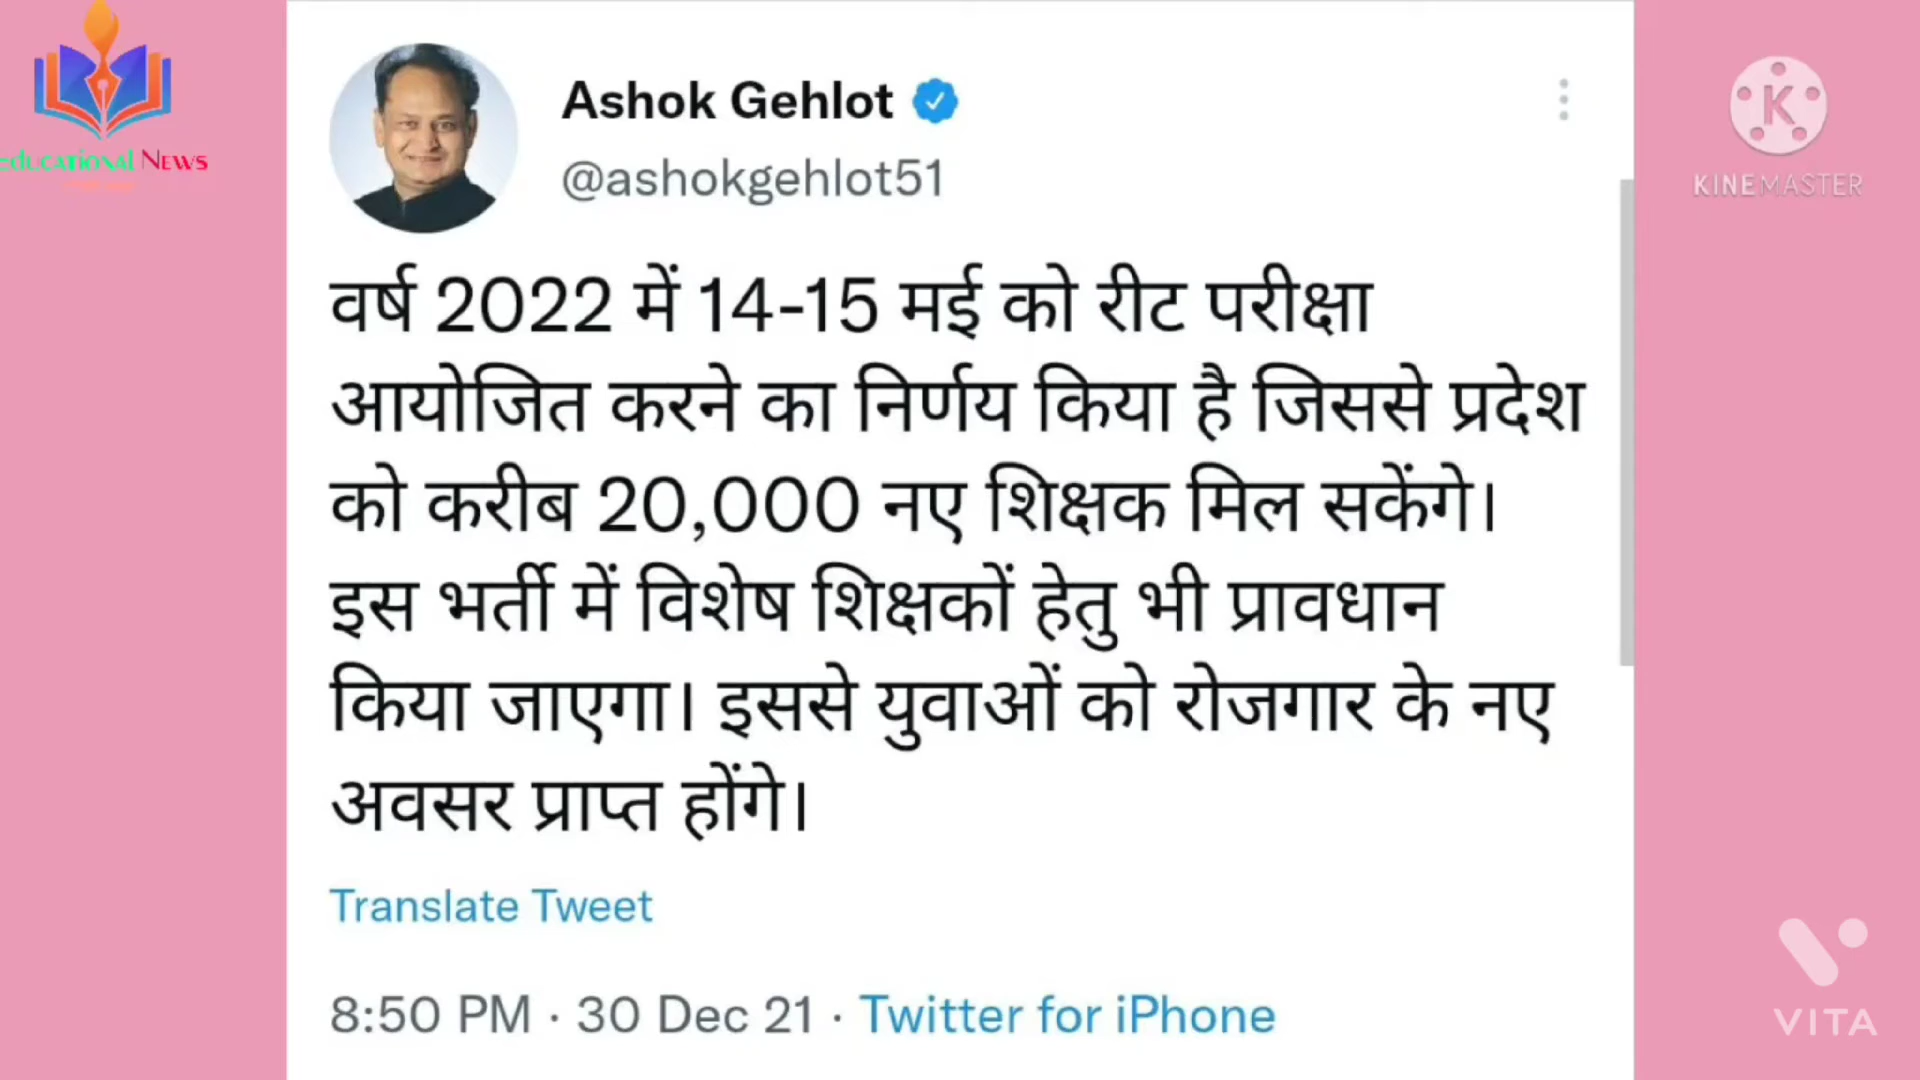 Educational News
Ashok Gehlot
@ashokgehlot51
KINEMASTER
वर्ष 2022 में 14-15 मई को रीट परीक्षा
आयोजित करने का निर्णय किया है जिससे प्रदेश
को करीब 20,000 नए शिक्षक मिल सकेंगे।
इस भर्ती में विशेष शिक्षकों हेतु भी प्रावधान
किया जाएगा। इससे युवाओं को रोजगार के नए
अवसर प्राप्त होंगे।
Translate Tweet
8:50 PM · 30 Dec 21 · Twitter for iPhone
VITA